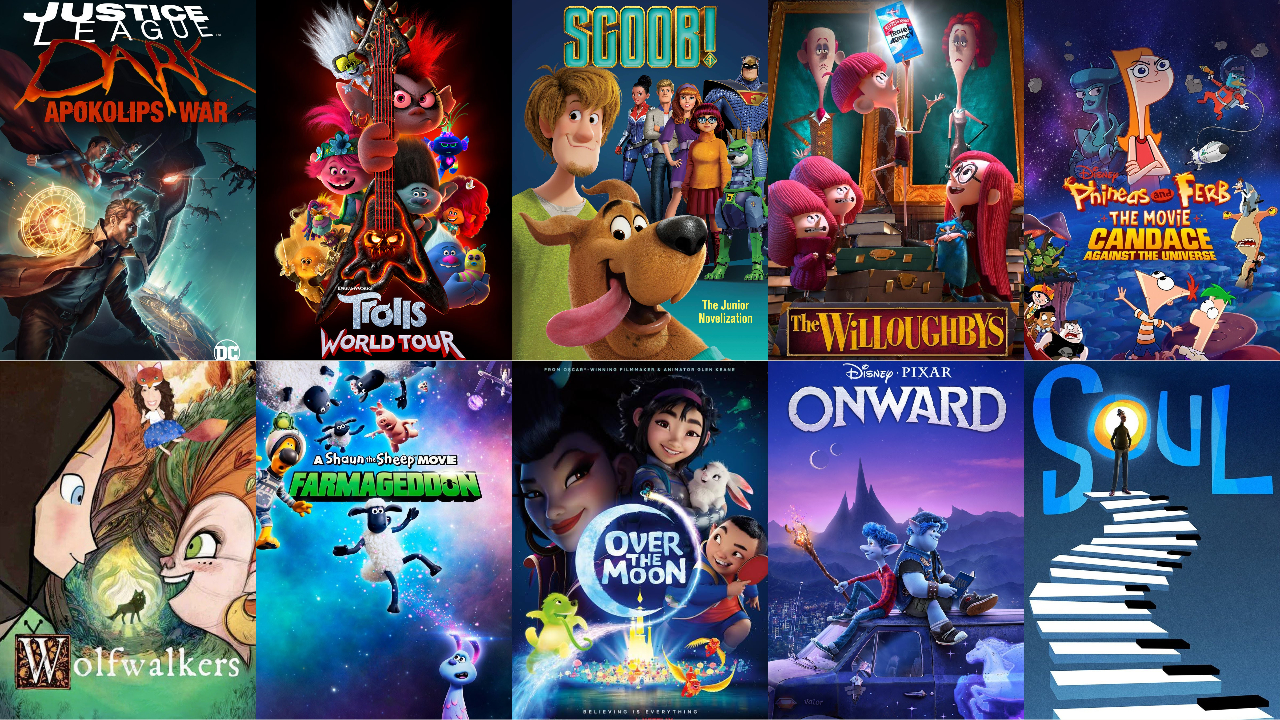 JUSTICE
LEAGUE
DARK
APOKOLIPS WAR
DC
DREAMWORKS
Trolls
WORLD TOUR
SCOOB!
The Junior
Novelization
Travel
Agency
THE WILLOUGHBYS
Disney
Phineas and FERB
THE MOVIE
CANDACE
AGAINST THE UNIVERSE
Wolfwalkers
A Shaun the Sheep MOVIE
FARMAGEDDON
FROM OSCAR®-WINNING FILMMAKER & ANIMATOR GLEN KEANE
OVER
THE
MOON
BELIEVING IS EVERYTHING
Disney PIXAR
ONWARD
SOUL